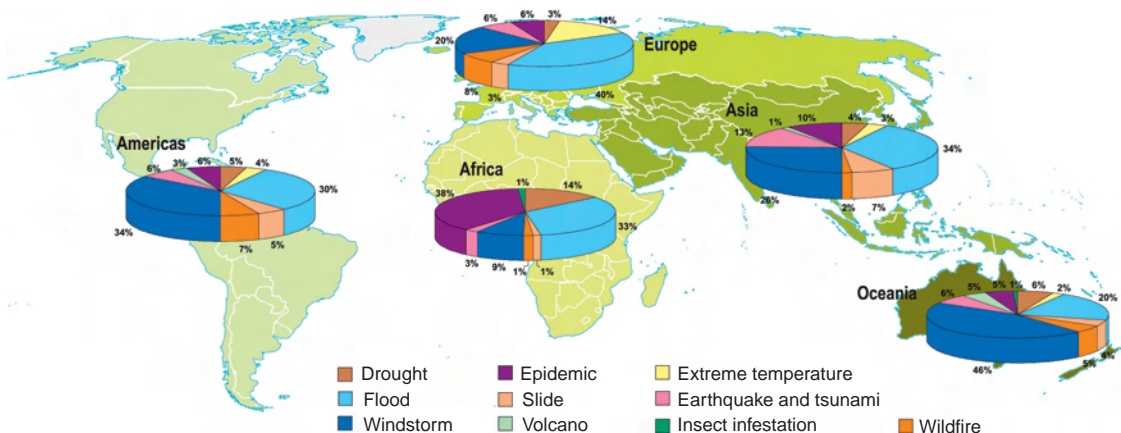 6% 6% 3% 14%
20% Europe
8% 3% 40%
Asia
1% 10% 4% 3%
13% 34%
26% 2% 7%
Americas
6% 3% 6% 5% 4%
30%
34% 7% 5%
Africa
38% 1% 14%
33%
3% 9% 1% 1%
Oceania
6% 5% 5% 1% 6% 2% 20%
46% 5% 4%
Drought Epidemic Extreme temperature
Flood Slide Earthquake and tsunami
Windstorm Volcano Insect infestation Wildfire